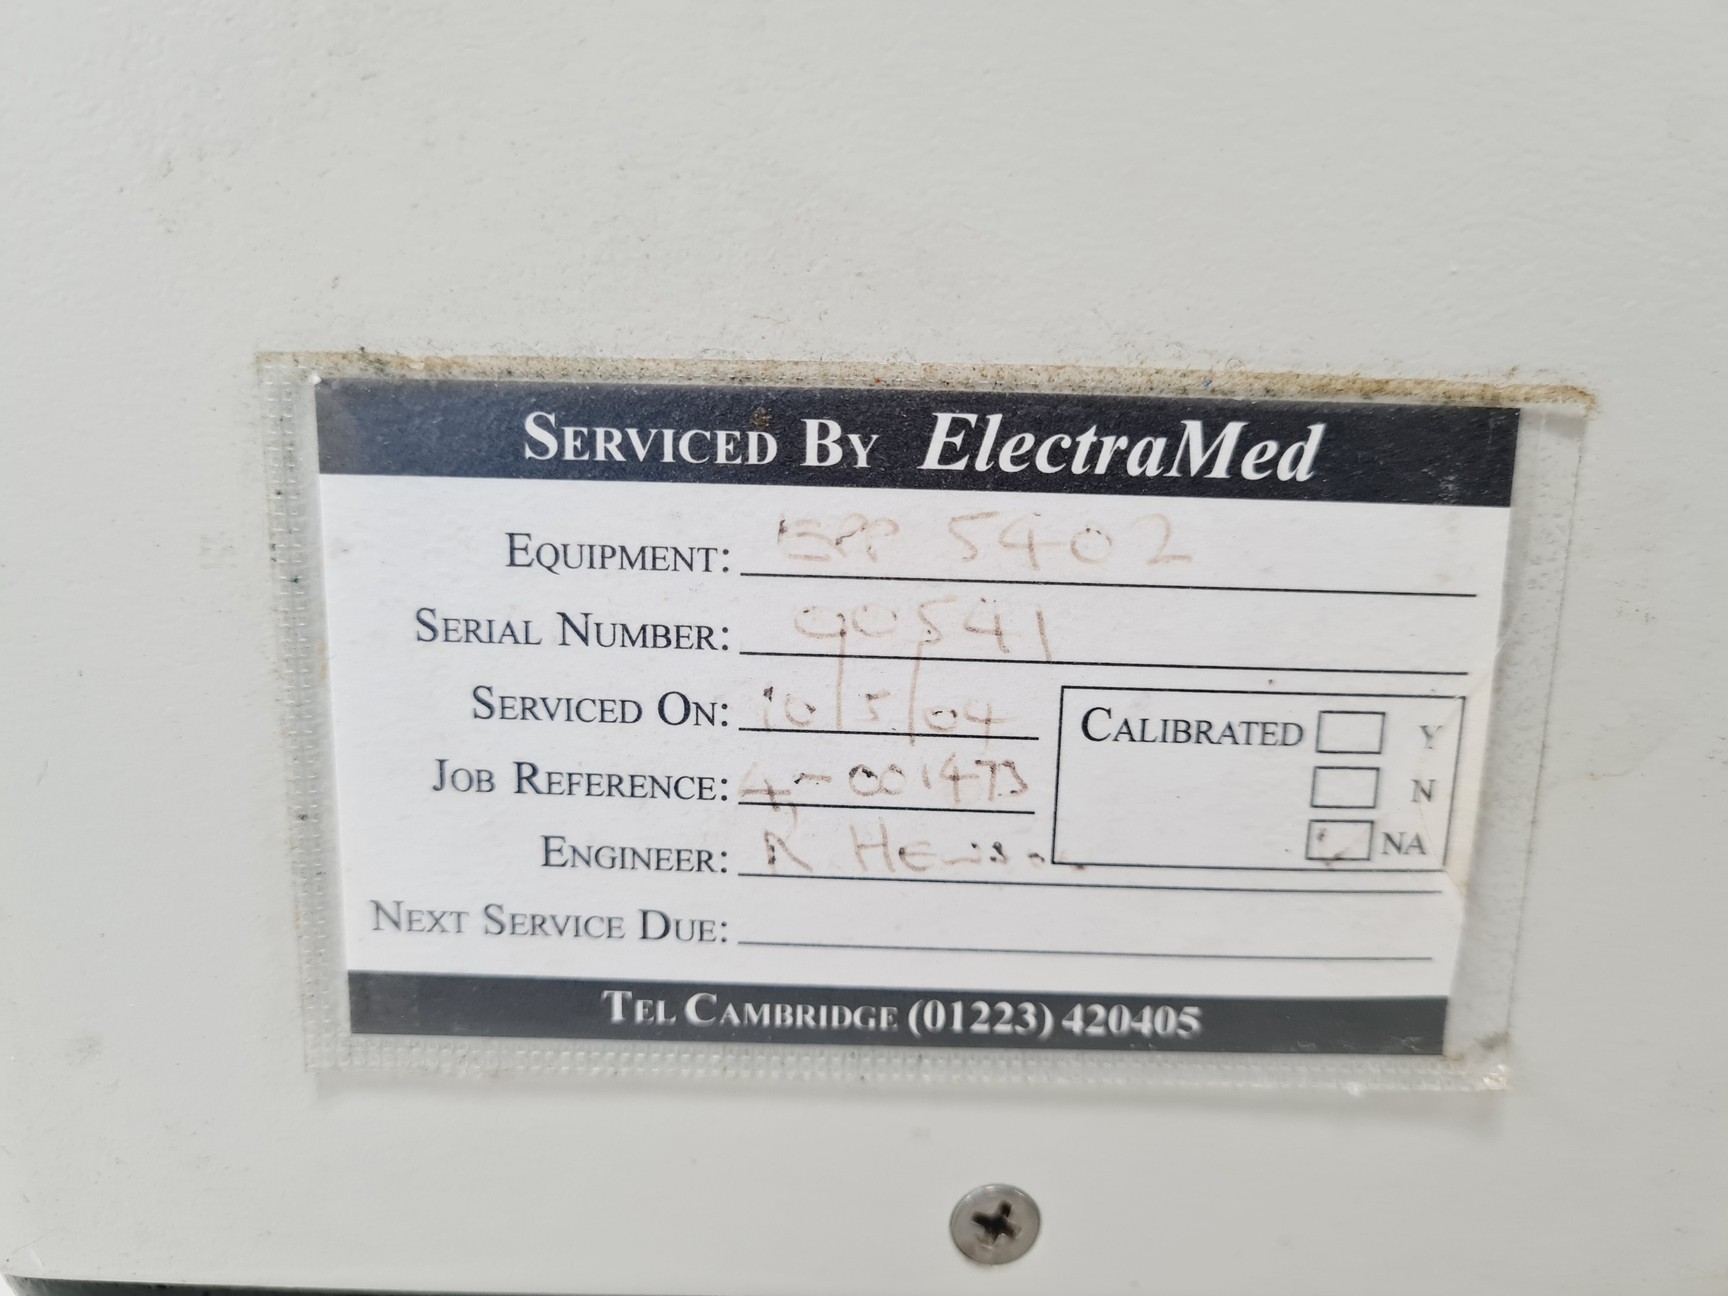 SERVICED BY ElectraMed
EQUIPMENT: EPP 5402
SERIAL NUMBER: 00541
SERVICED ON: 10/5/04
CALIBRATED Y
JOB REFERENCE:
N
ENGINEER: R
NA
NEXT SERVICE DUE:
TEL CAMBRIDGE (01223) 420405